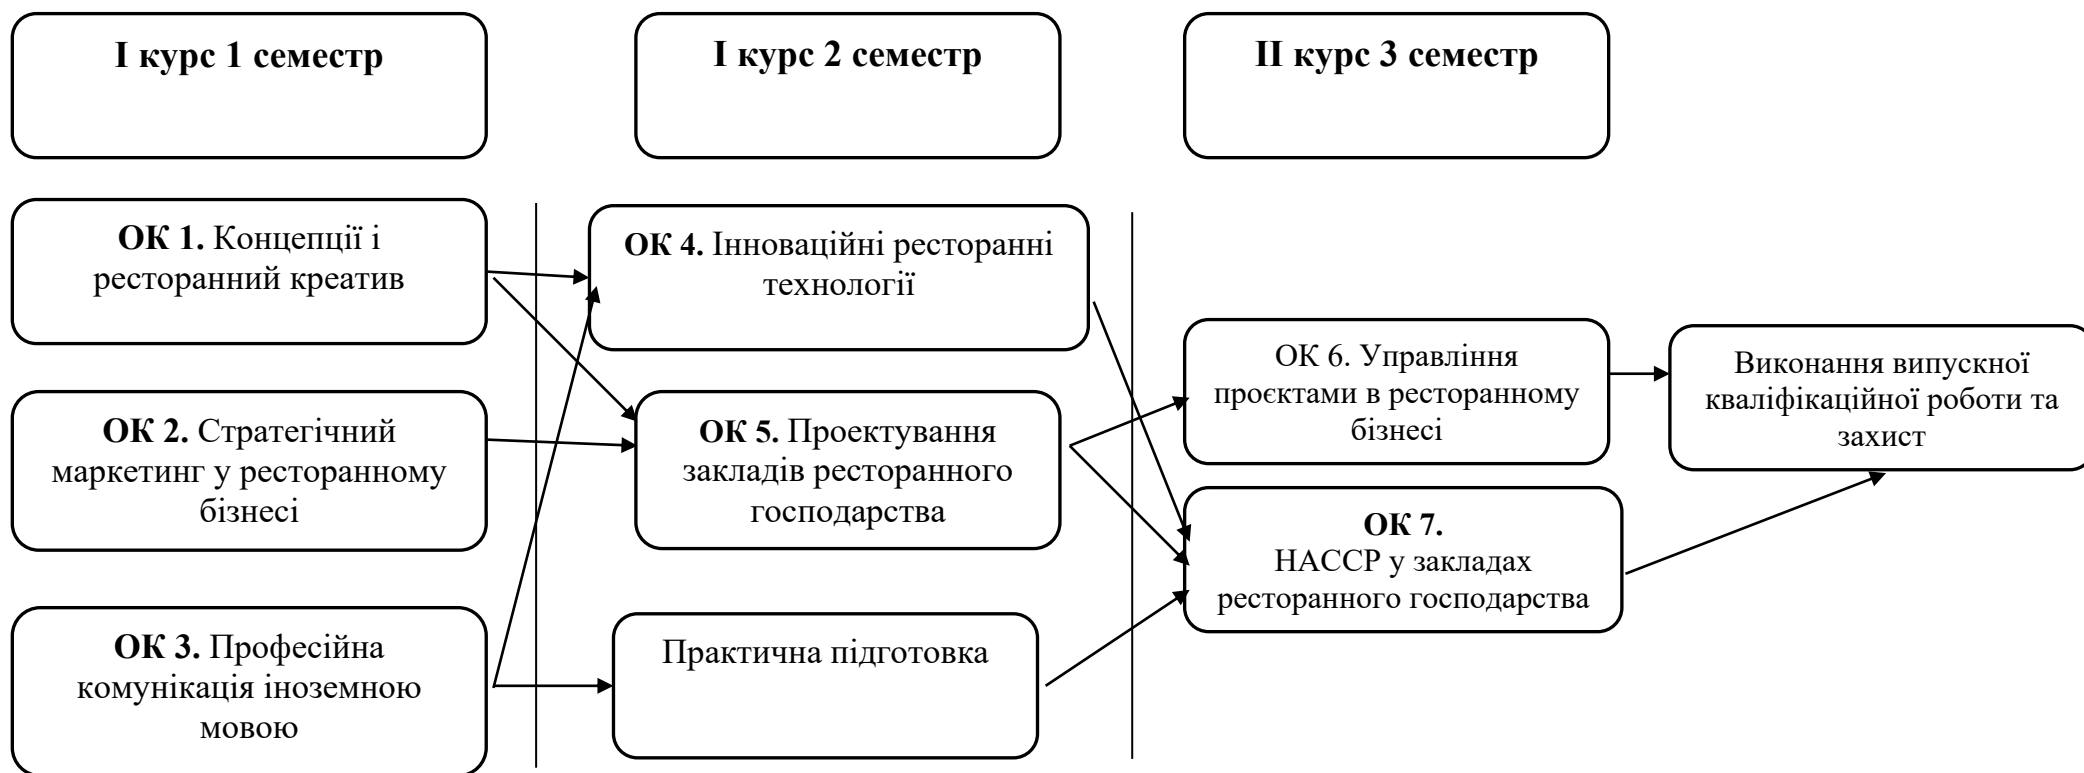 І курс 1 семестр
І курс 2 семестр
ІІ курс 3 семестр
ОК 1. Концепції і
ресторанний креатив
ОК 2. Стратегічний
маркетинг у ресторанному
бізнесі
ОК 3. Професійна
комунікація іноземною
мовою
ОК 4. Інноваційні ресторанні
технології
ОК 5. Проектування
закладів ресторанного
господарства
Практична підготовка
ОК 6. Управління
проєктами в ресторанному
бізнесі
ОК 7.
НАССР у закладах
ресторанного господарства
Виконання випускної
кваліфікаційної роботи та
захист